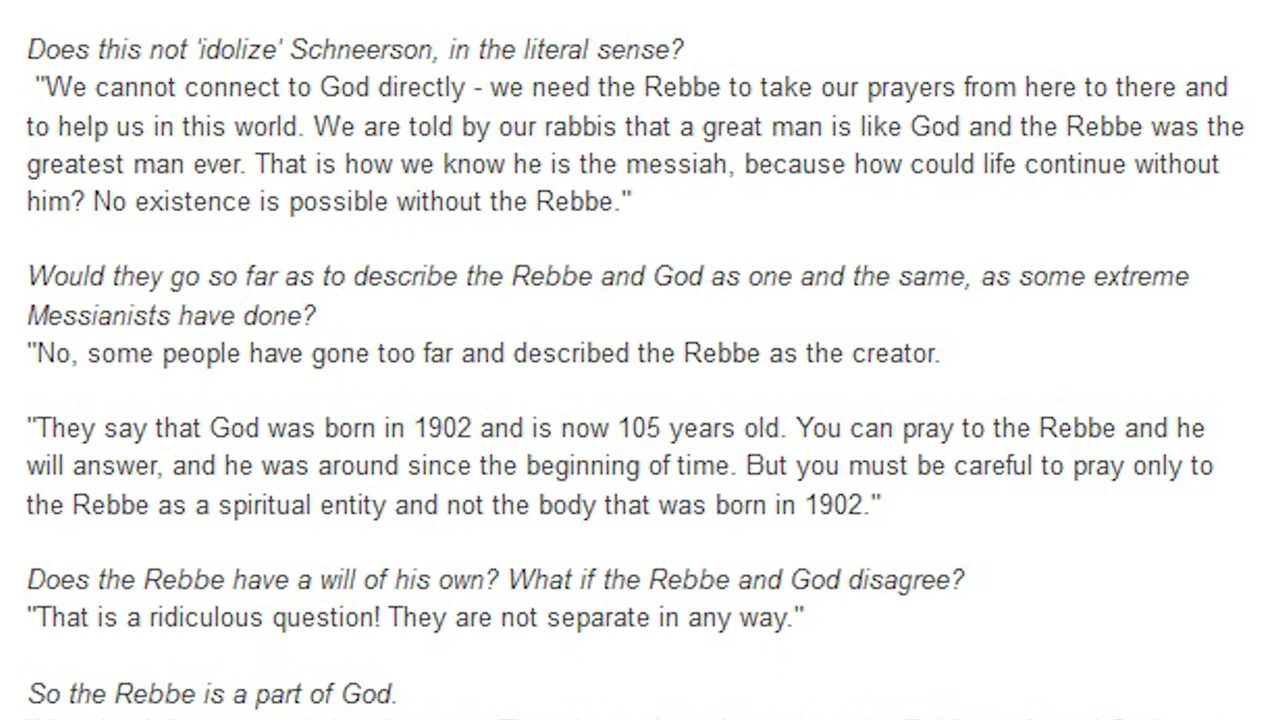 Does this not 'idolize' Schneerson, in the literal sense?
"We cannot connect to God directly - we need the Rebbe to take our prayers from here to there and
to help us in this world. We are told by our rabbis that a great man is like God and the Rebbe was the
greatest man ever. That is how we know he is the messiah, because how could life continue without
him? No existence is possible without the Rebbe."
Would they go so far as to describe the Rebbe and God as one and the same, as some extreme
Messianists have done?
"No, some people have gone too far and described the Rebbe as the creator.
"They say that God was born in 1902 and is now 105 years old. You can pray to the Rebbe and he
will answer, and he was around since the beginning of time. But you must be careful to pray only to
the Rebbe as a spiritual entity and not the body that was born in 1902."
Does the Rebbe have a will of his own? What if the Rebbe and God disagree?
"That is a ridiculous question! They are not separate in any way."
So the Rebbe is a part of God.